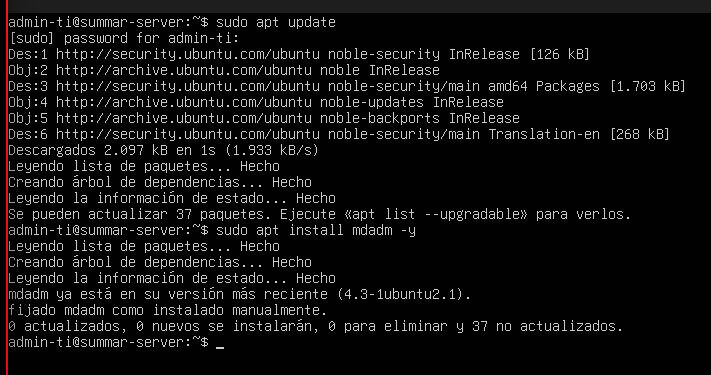 admin-ti@summar-server:~$ sudo apt update
[sudo] password for admin-ti:
Des:1 http://security.ubuntu.com/ubuntu noble-security InRelease [126 kB]
Obj:2 http://archive.ubuntu.com/ubuntu noble InRelease
Des:3 http://security.ubuntu.com/ubuntu noble-security/main amd64 Packages [1.703 kB]
Obj:4 http://archive.ubuntu.com/ubuntu noble-updates InRelease
Obj:5 http://archive.ubuntu.com/ubuntu noble-backports InRelease
Des:6 http://security.ubuntu.com/ubuntu noble-security/main Translation-en [268 kB]
Descargados 2.097 kB en 1s (1.933 kB/s)
Leyendo lista de paquetes... Hecho
Creando árbol de dependencias... Hecho
Leyendo la información de estado... Hecho
Se pueden actualizar 37 paquetes. Ejecute «apt list --upgradable» para verlos.
admin-ti@summar-server:~$ sudo apt install mdadm -y
Leyendo lista de paquetes... Hecho
Creando árbol de dependencias... Hecho
Leyendo la información de estado... Hecho
mdadm ya está en su versión más reciente (4.3-1ubuntu2.1).
fijado mdadm como instalado manualmente.
0 actualizados, 0 nuevos se instalarán, 0 para eliminar y 37 no actualizados.
admin-ti@summar-server:~$ _